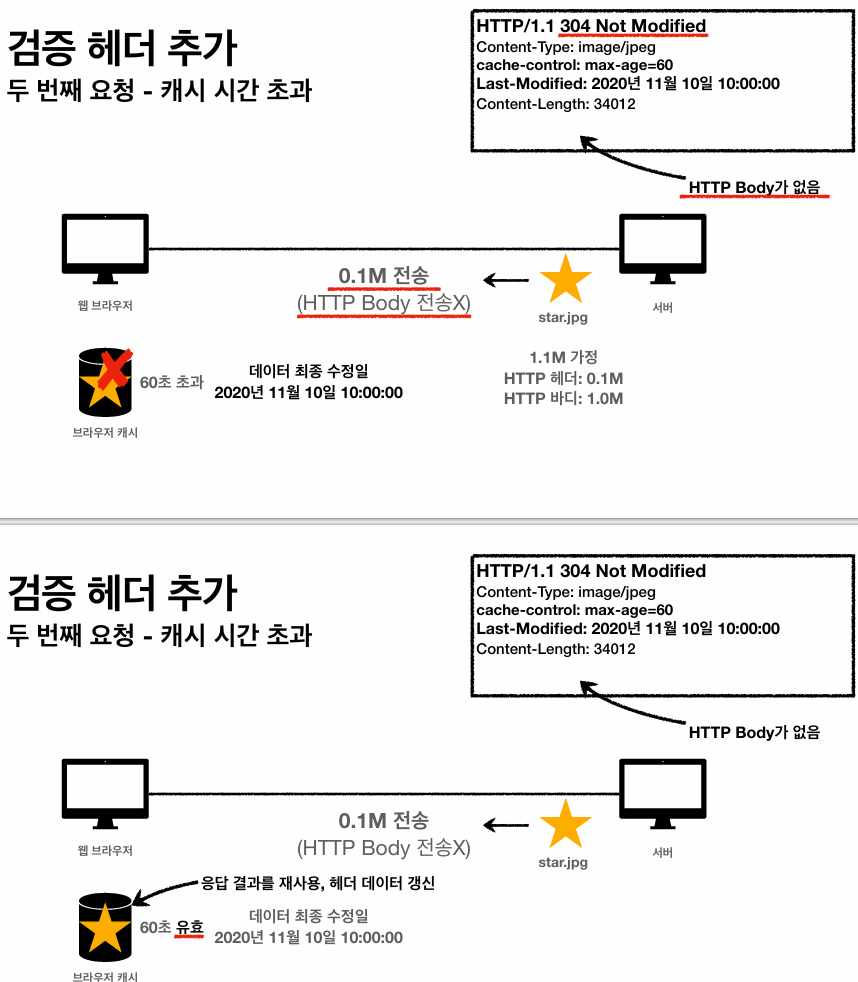 검증 헤더 추가
두 번째 요청 - 캐시 시간 초과
HTTP/1.1 304 Not Modified
Content-Type: image/jpeg
cache-control: max-age=60
Last-Modified: 2020년 11월 10일 10:00:00
Content-Length: 34012
HTTP Body가 없음
0.1M 전송
(HTTP Body 전송X)
웹 브라우저
star.jpg
서버
60초 초과
데이터 최종 수정일
2020년 11월 10일 10:00:00
1.1M 가정
HTTP 헤더: 0.1M
HTTP 바디: 1.0M
브라우저 캐시
검증 헤더 추가
두 번째 요청 - 캐시 시간 초과
HTTP/1.1 304 Not Modified
Content-Type: image/jpeg
cache-control: max-age=60
Last-Modified: 2020년 11월 10일 10:00:00
Content-Length: 34012
HTTP Body가 없음
0.1M 전송
(HTTP Body 전송X)
웹 브라우저
star.jpg
서버
응답 결과를 재사용, 헤더 데이터 갱신
60초 유효
데이터 최종 수정일
2020년 11월 10일 10:00:00
브라우저 캐시